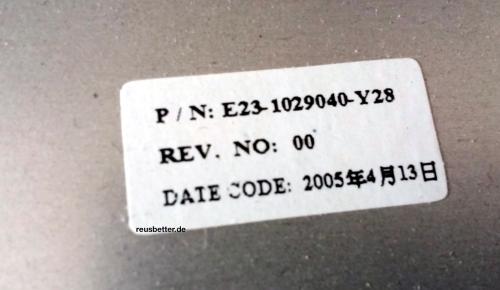 P / N: E23-1029040-Y28
REV. NO: 00
DATE CODE: 2005年4月13日
reusbetter.de